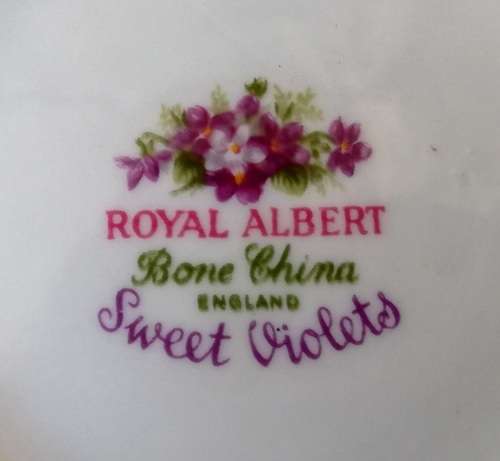 ROYAL ALBERT
Bone China
ENGLAND
Sweet Violets